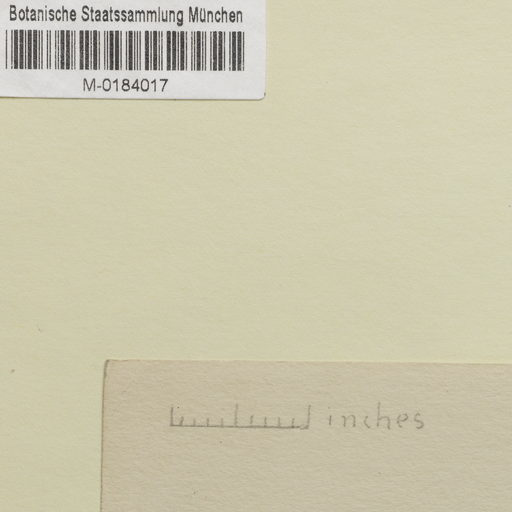 Botanische Staatssammlung München
M-0184017
inches